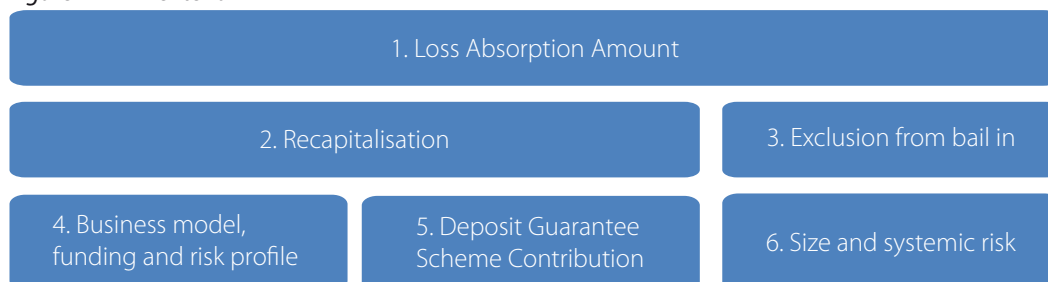 1. Loss Absorption Amount
2. Recapitalisation
3. Exclusion from bail in
4. Business model,
funding and risk profile
5. Deposit Guarantee
Scheme Contribution
6. Size and systemic risk